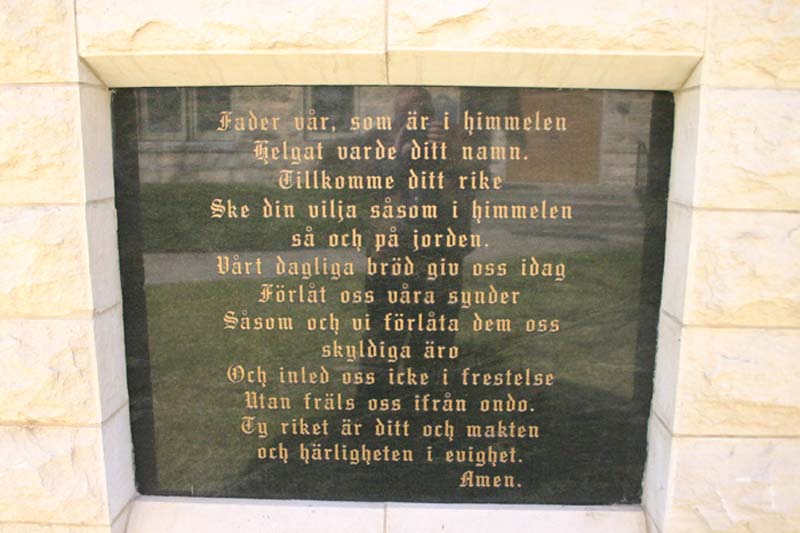 Fader vår, som är i himmelen
Helgat varde ditt namn.
Tillkomme ditt rike
Ske din vilja såsom i himmelen
så och på jorden.
Vårt dagliga bröd giv oss idag
Förlåt oss våra synder
Såsom och vi förlåta dem oss
skyldiga äro
Och inled oss icke i frestelse
Utan fräls oss ifrån ondo.
Ty riket är ditt och makten
och härligheten i evighet.
Amen.